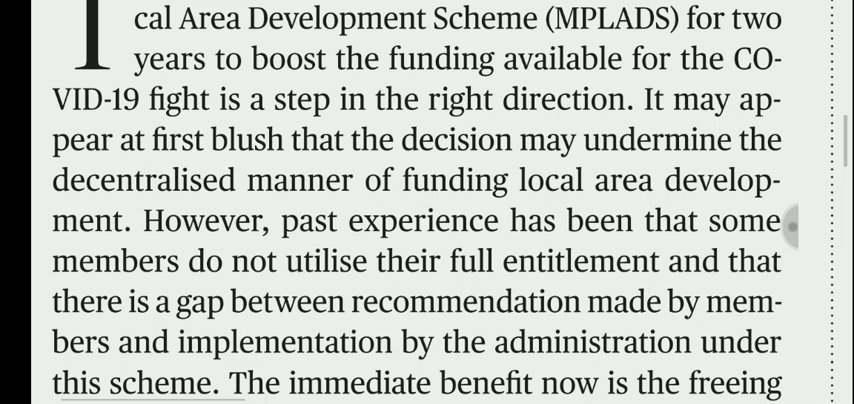 cal Area Development Scheme (MPLADS) for two
years to boost the funding available for the CO-
VID-19 fight is a step in the right direction. It may ap-
pear at first blush that the decision may undermine the
decentralised manner of funding local area develop-
ment. However, past experience has been that some
members do not utilise their full entitlement and that
there is a gap between recommendation made by mem-
bers and implementation by the administration under
this scheme. The immediate benefit now is the freeing